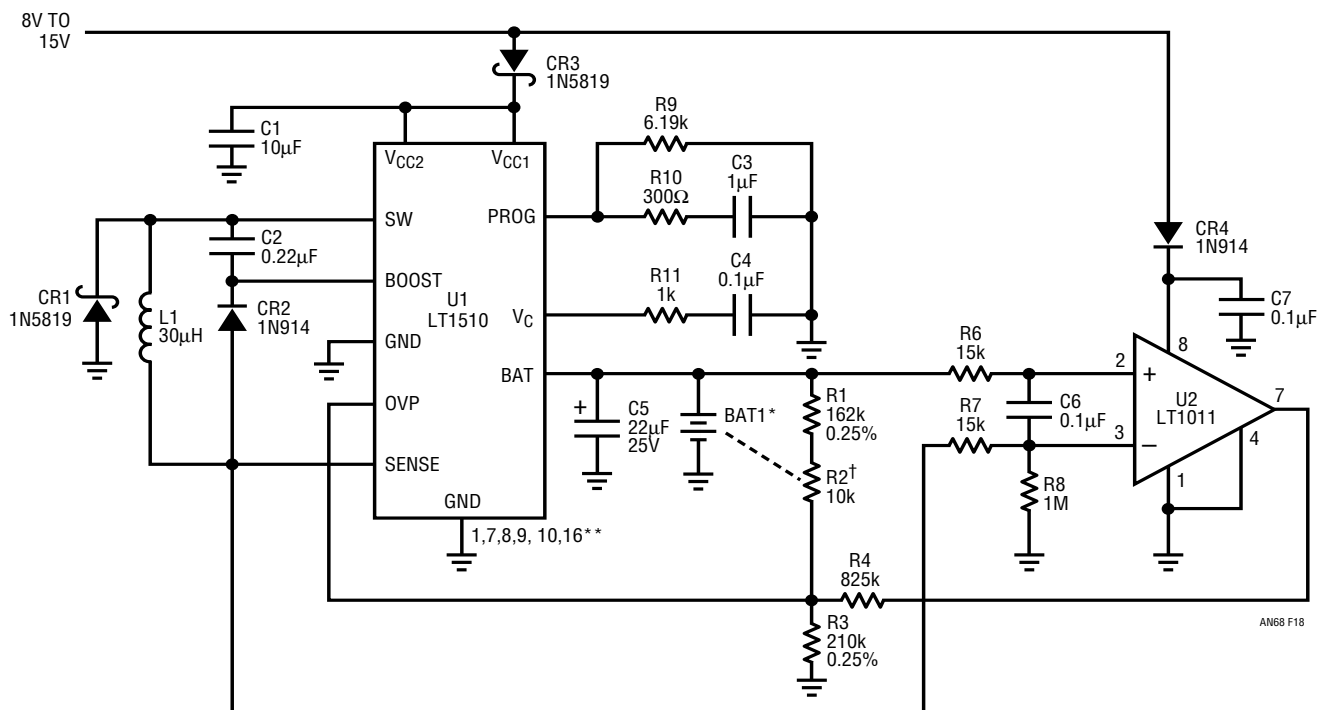 8V TO
15V
CR3
1N5819
C1
10µF
VCC2
VCC1
R9
6.19k
R10
300Ω
C3
1µF
SW
PROG
C2
0.22µF
BOOST
CR1
1N5819
L1
30µH
CR2
1N914
U1
LT1510
VC
R11
1k
C4
0.1µF
CR4
1N914
C7
0.1µF
GND
BAT
OVP
SENSE
GND
1,7,8,9, 10,16**
+
C5
22µF
25V
BAT1*
R1
162k
0.25%
R2†
10k
R6
15k
R7
15k
C6
0.1µF
R8
1M
2
+
3
–
8
U2
LT1011
7
4
1
R4
825k
R3
210k
0.25%
AN68 F18